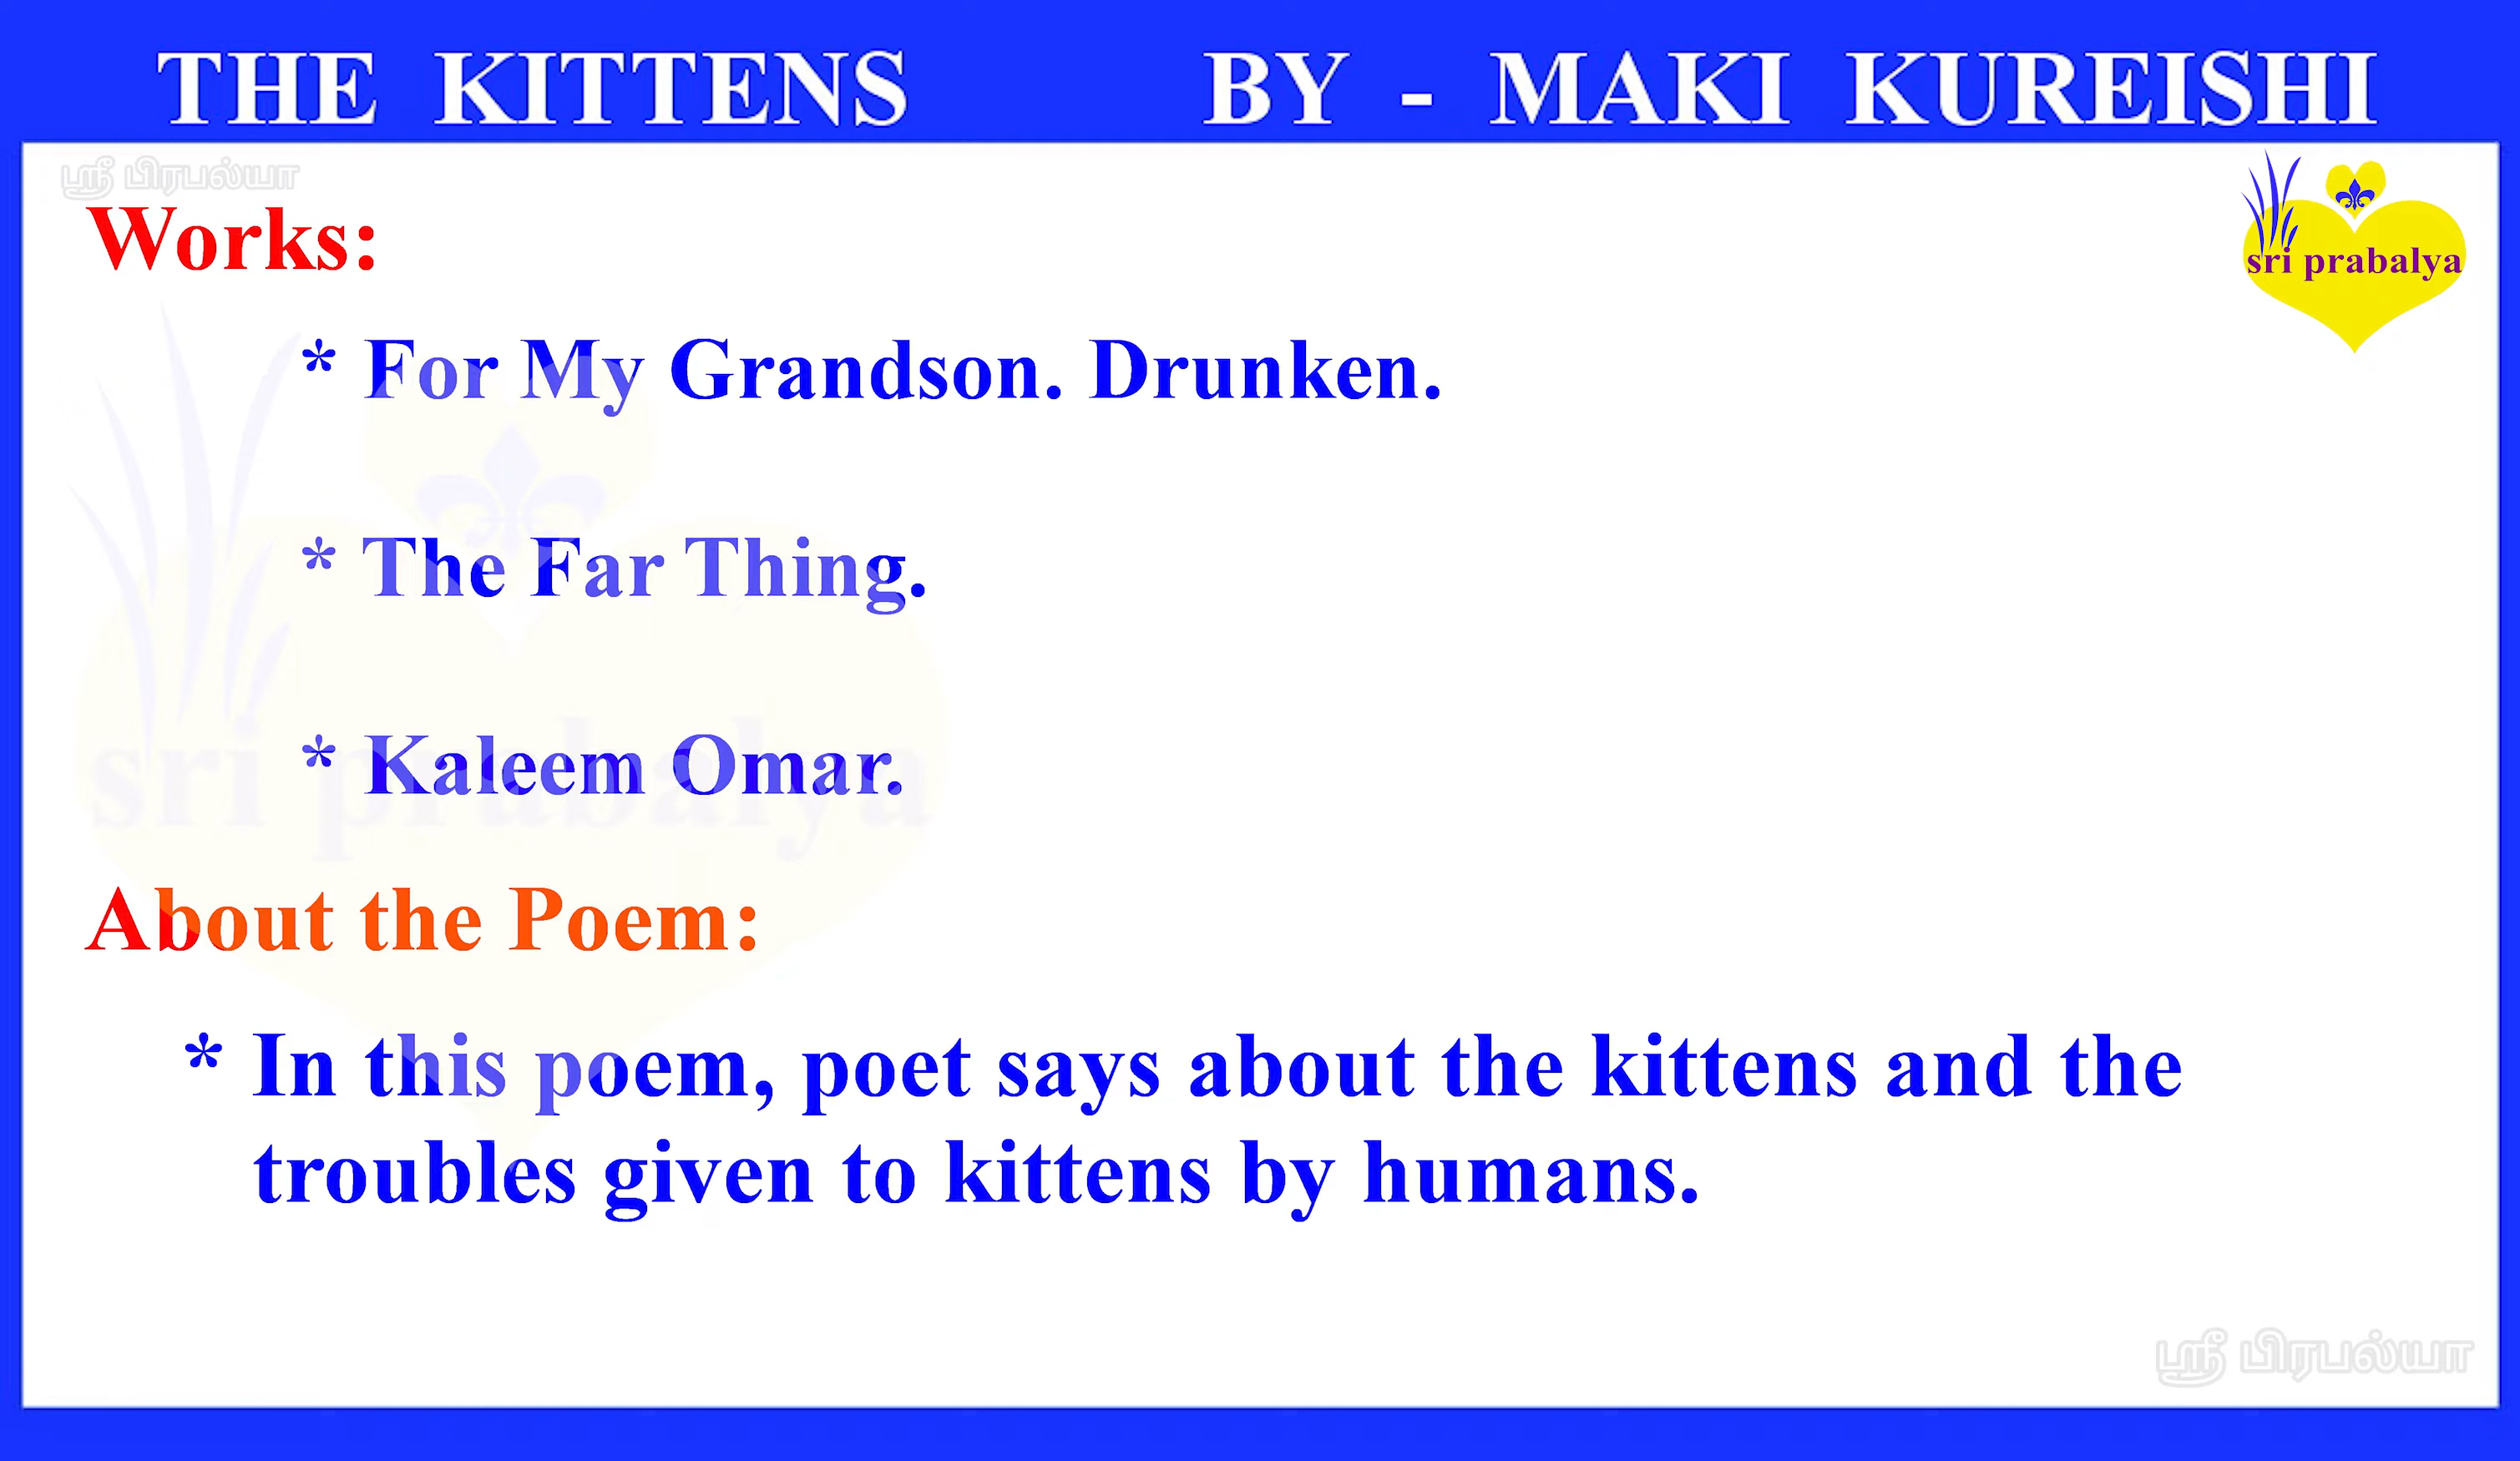 THE KITTENS BY - MAKI KUREISHI
ஸ்ரீ பிரபல்யா
Works:
sri prabalya
* For My Grandson. Drunken.
* The Far Thing.
* Kaleem Omar.
sri prabalya
About the Poem:
* In this poem, poet says about the kittens and the
troubles given to kittens by humans.
ஸ்ரீ பிரபல்யா